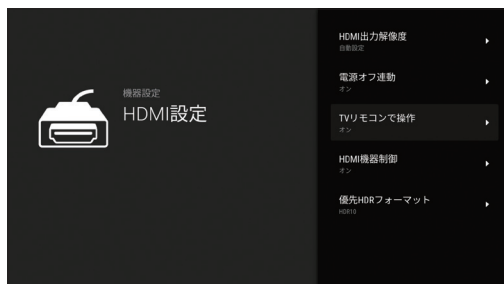 機器設定
HDMI設定
HDMI出力解像度
自動設定
電源オフ連動
オン
TVリモコンで操作
オン
HDMI機器制御
オン
優先HDRフォーマット
HDR10